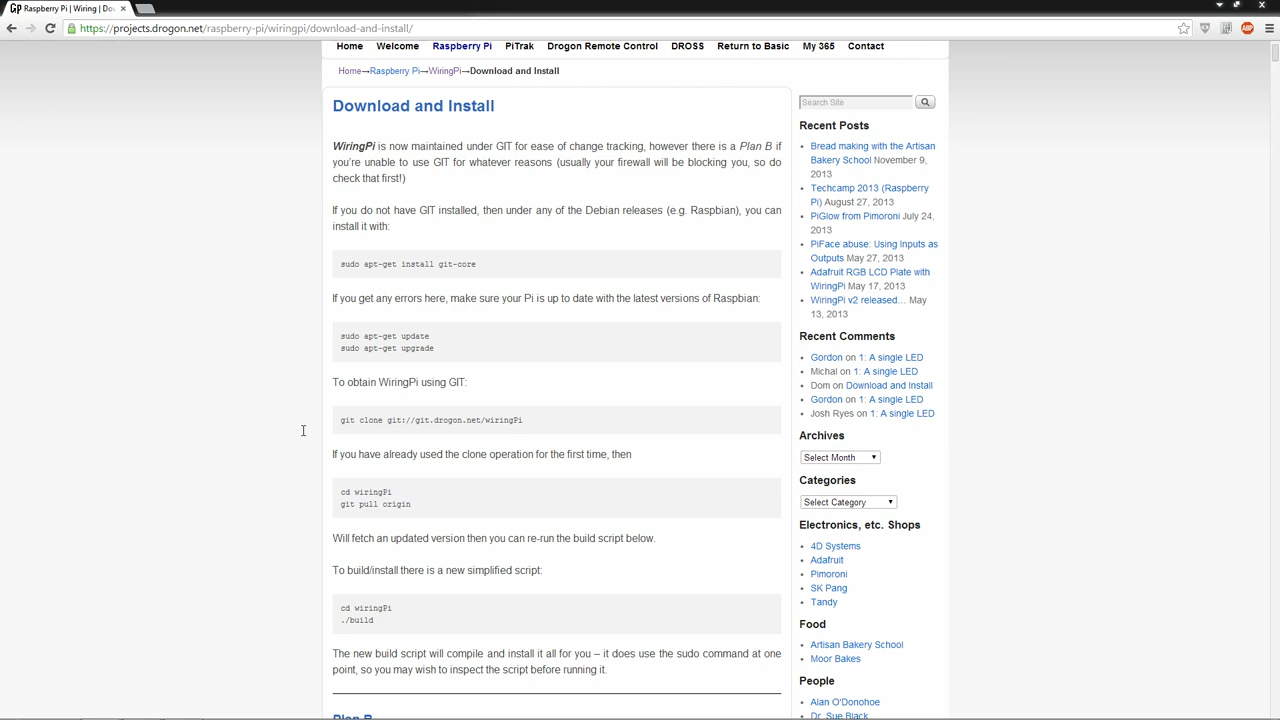 Raspberry Pi | Wiring | Do
https://projects.drogon.net/raspberry-pi/wiringpi/download-and-install/
Home Welcome Raspberry Pi PiTrak Drogon Remote Control DROSS Return to Basic My 365 Contact
Home→Raspberry Pi→WiringPi→Download and Install
Download and Install
WiringPi is now maintained under GIT for ease of change tracking, however there is a Plan B if
you're unable to use GIT for whatever reasons (usually your firewall will be blocking you, so do
check that first!)
If you do not have GIT installed, then under any of the Debian releases (e.g. Raspbian), you can
install it with:
sudo apt-get install git-core
If you get any errors here, make sure your Pi is up to date with the latest versions of Raspbian:
sudo apt-get update
sudo apt-get upgrade
To obtain WiringPi using GIT:
git clone git://git.drogon.net/wiringPi
If you have already used the clone operation for the first time, then
cd wiringPi
git pull origin
Will fetch an updated version then you can re-run the build script below.
To build/install there is a new simplified script:
cd wiringPi
./build
The new build script will compile and install it all for you – it does use the sudo command at one
point, so you may wish to inspect the script before running it.
Plan B
Search Site
Recent Posts
Bread making with the Artisan
Bakery School November 9,
2013
Techcamp 2013 (Raspberry
Pi) August 27, 2013
PiGlow from Pimoroni July 24,
2013
PiFace abuse: Using Inputs as
Outputs May 27, 2013
Adafruit RGB LCD Plate with
WiringPi May 17, 2013
WiringPi v2 released… May
13, 2013
Recent Comments
Gordon on 1: A single LED
Michal on 1: A single LED
Dom on Download and Install
Gordon on 1: A single LED
Josh Ryes on 1: A single LED
Archives
Select Month
Categories
Select Category
Electronics, etc. Shops
4D Systems
Adafruit
Pimoroni
SK Pang
Tandy
Food
Artisan Bakery School
Moor Bakes
People
Alan O'Donohoe
Dr. Sue Black